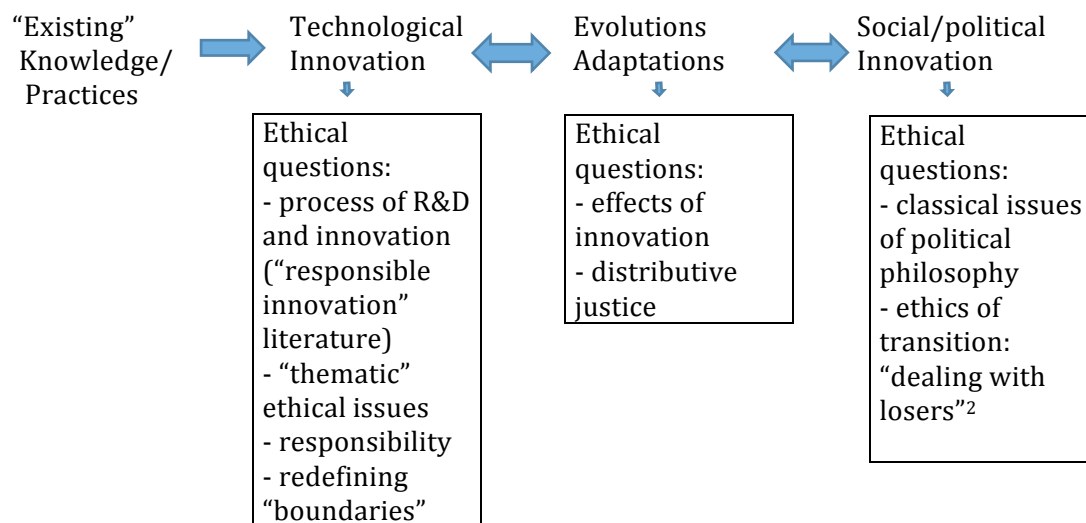 “Existing”
Knowledge/
Practices
Technological
Innovation
Evolutions
Adaptations
Social/political
Innovation
Ethical
questions:
- process of R&D
and innovation
(“responsible
innovation”
literature)
- “thematic”
ethical issues
- responsibility
- redefining
“boundaries”
Ethical
questions:
- effects of
innovation
- distributive
justice
Ethical
questions:
- classical issues
of political
philosophy
- ethics of
transition:
“dealing with
losers”²